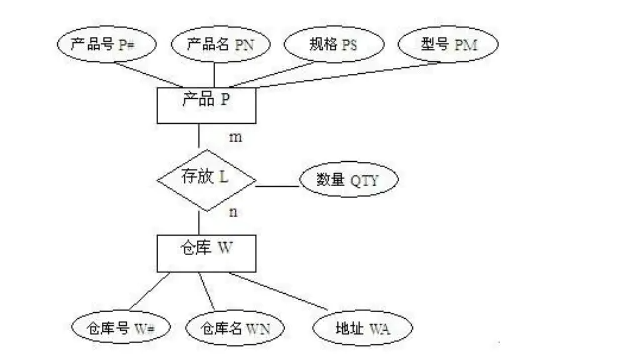 产品号 P# 产品名 PN 规格 PS 型号 PM
产品 P
m
存放 L 数量 QTY
n
仓库 W
仓库号 W# 仓库名 WN 地址 WA